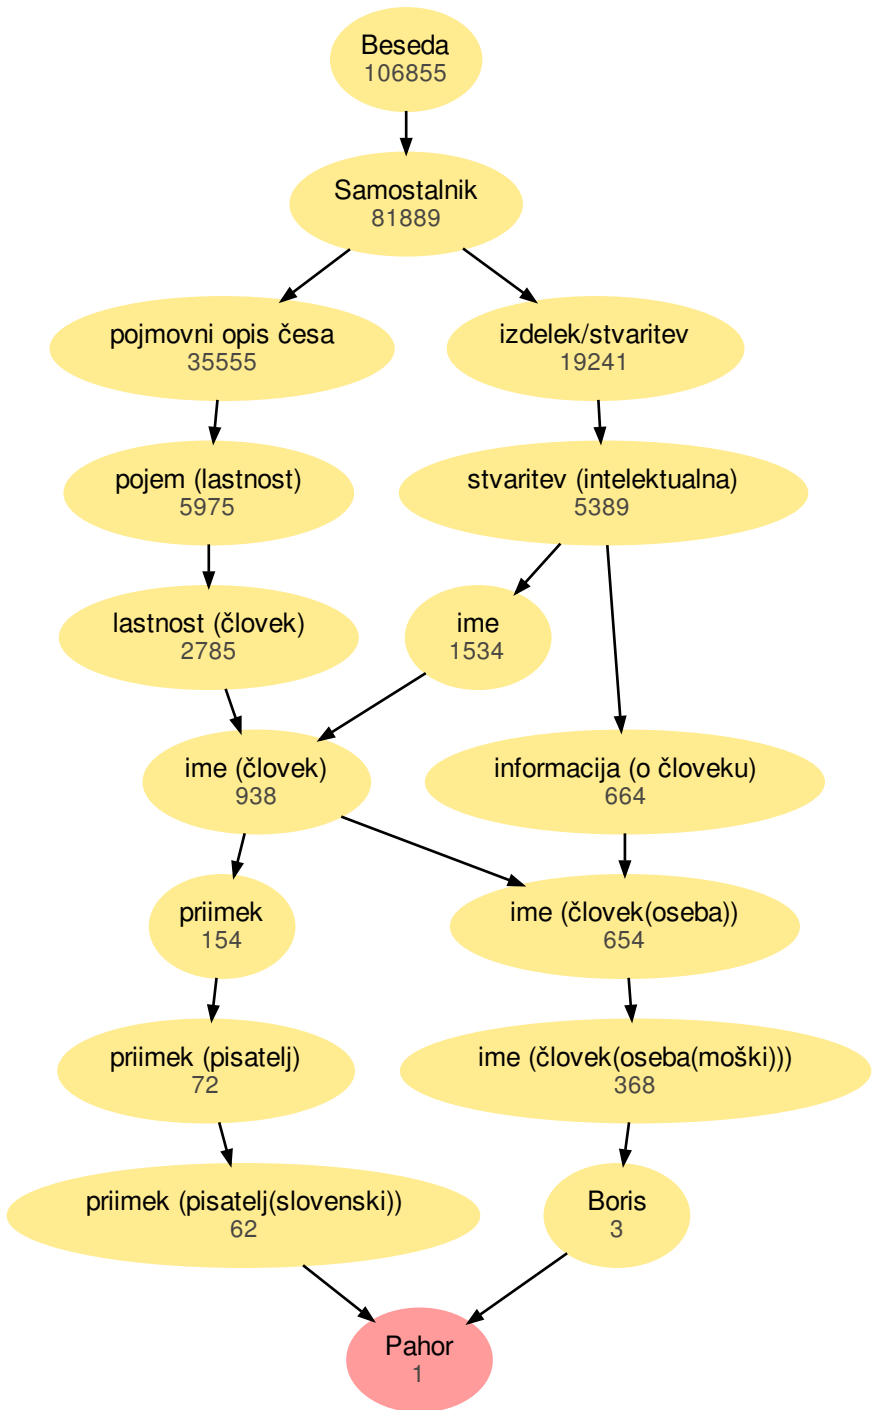 Beseda
106855
Samostalnik
81889
pojmovni opis česa
35555
izdelek/stvaritev
19241
pojem (lastnost)
5975
stvaritev (intelektualna)
5389
lastnost (človek)
2785
ime
1534
ime (človek)
938
informacija (o človeku)
664
priimek
154
ime (človek(oseba))
654
priimek (pisatelj)
72
ime (človek(oseba(moški)))
368
priimek (pisatelj(slovenski))
62
Boris
3
Pahor
1